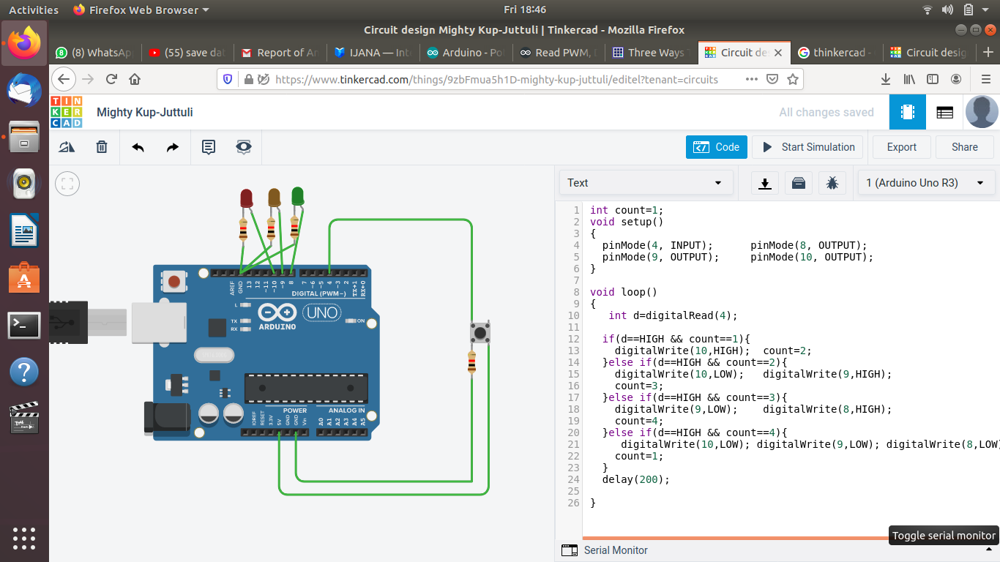 Activities
Firefox Web Browser
Fri 18:46
Circuit design Mighty Kup-Juttuli | Tinkercad - Mozilla Firefox
(8) WhatsAp
(55) save dat
Report of Ar
IJANA — Int
Arduino - Po
Read PWM, D
Three Ways T
Circuit des
thinkercad -
Circuit desig
https://www.tinkercad.com/things/9zbFmua5h1D-mighty-kup-juttuli/editel?tenant=circuits
TIN
KER
CAD
Mighty Kup-Juttuli
All changes saved
Code
Start Simulation
Export
Share
Text
1 (Arduino Uno R3)
AREF
GND
13
12
~11
~10
~9
8
7
~6
~5
4
~3
2
TX→1
RX←0
DIGITAL (PWM~)
L
TX
RX
ARDUINO
UNO
ON
POWER
ANALOG IN
IOREF
RESET
3.3V
5V
GND
GND
Vin
A0
A1
A2
A3
A4
A5
1 int count=1;
2 void setup()
3 {
4 pinMode(4, INPUT); pinMode(8, OUTPUT);
5 pinMode(9, OUTPUT); pinMode(10, OUTPUT);
6 }
7
8 void loop()
9 {
10 int d=digitalRead(4);
11
12 if(d==HIGH && count==1){
13 digitalWrite(10,HIGH); count=2;
14 }else if(d==HIGH && count==2){
15 digitalWrite(10,LOW); digitalWrite(9,HIGH);
16 count=3;
17 }else if(d==HIGH && count==3){
18 digitalWrite(9,LOW); digitalWrite(8,HIGH);
19 count=4;
20 }else if(d==HIGH && count==4){
21 digitalWrite(10,LOW); digitalWrite(9,LOW); digitalWrite(8,LOW)
22 count=1;
23 }
24 delay(200);
25
26 }
Toggle serial monitor
Serial Monitor